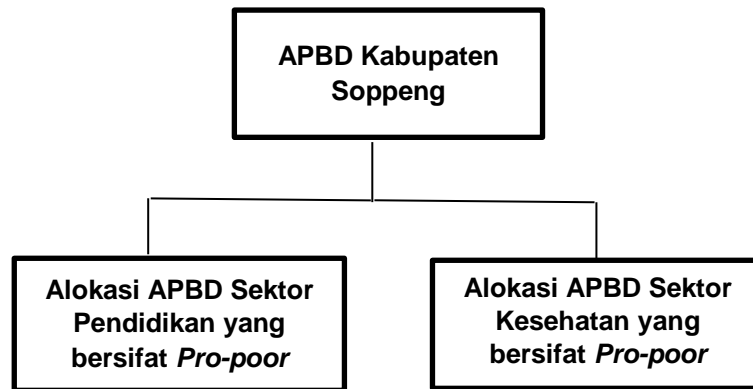 APBD Kabupaten
Soppeng
Alokasi APBD Sektor
Pendidikan yang
bersifat Pro-poor
Alokasi APBD Sektor
Kesehatan yang
bersifat Pro-poor